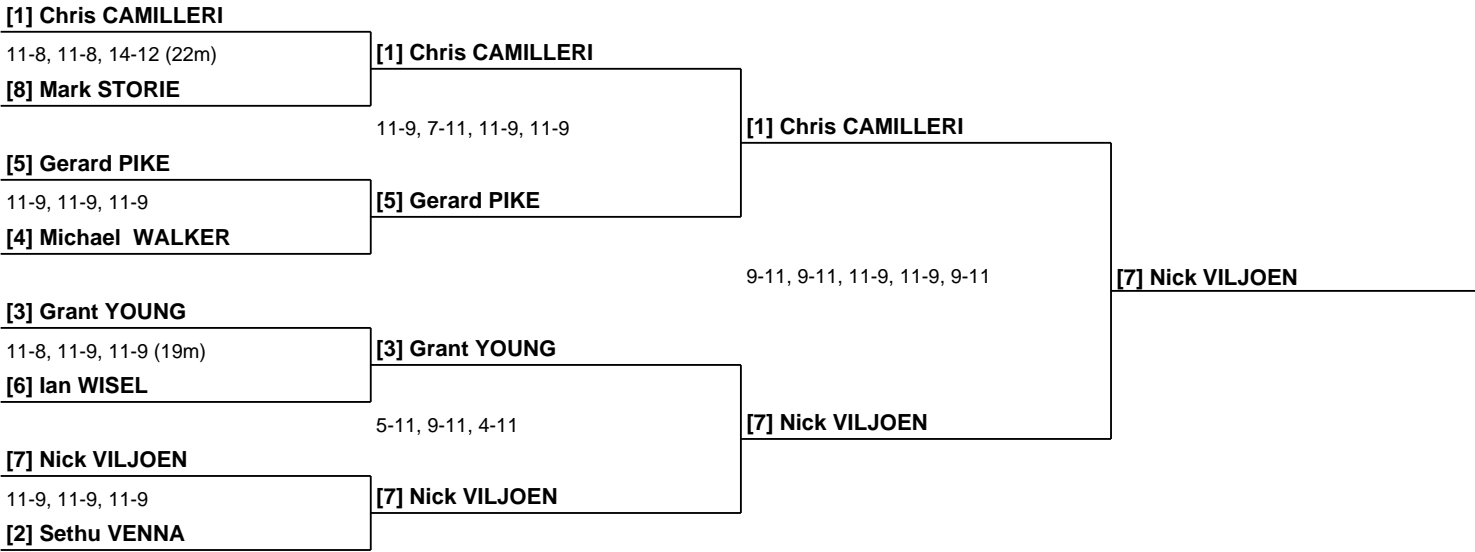 [1] Chris CAMILLERI
11-8, 11-8, 14-12 (22m)
[8] Mark STORIE
[1] Chris CAMILLERI
11-9, 7-11, 11-9, 11-9
[1] Chris CAMILLERI
[5] Gerard PIKE
11-9, 11-9, 11-9
[4] Michael  WALKER
[5] Gerard PIKE
9-11, 9-11, 11-9, 11-9, 9-11
[7] Nick VILJOEN
[3] Grant YOUNG
11-8, 11-9, 11-9 (19m)
[6] Ian WISEL
[3] Grant YOUNG
5-11, 9-11, 4-11
[7] Nick VILJOEN
[7] Nick VILJOEN
11-9, 11-9, 11-9
[2] Sethu VENNA
[7] Nick VILJOEN